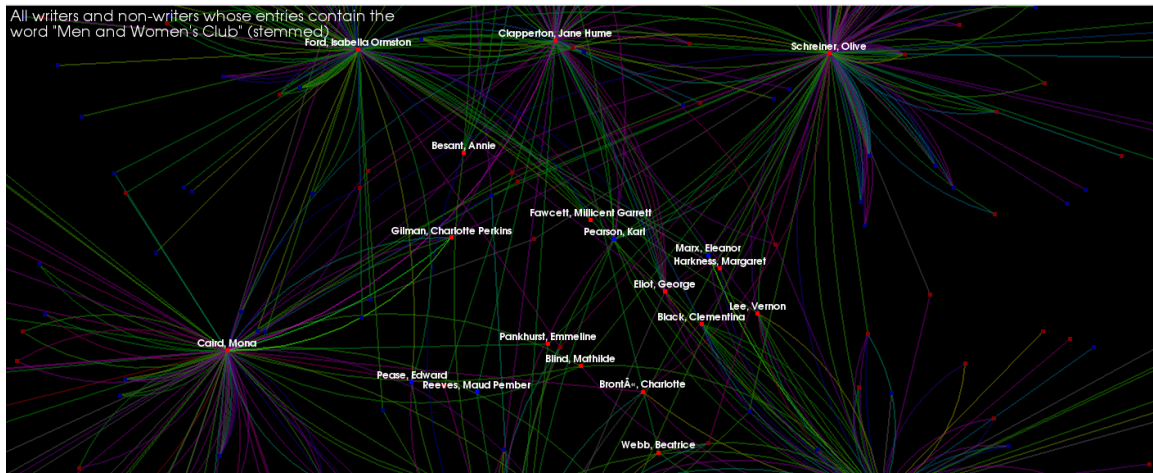 All writers and non-writers whose entries contain the
word "Men and Women's Club" (stemmed)
Clapperton, Jane Hume
Ford, Isabella Ormston
Schreiner, Olive
Besant, Annie
Fawcett, Millicent Garrett
Gilman, Charlotte Perkins
Pearson, Karl
Marx, Eleanor
Harkness, Margaret
Eliot, George
Lee, Vernon
Black, Clementina
Pankhurst, Emmeline
Caird, Mona
Blind, Mathilde
Pease, Edward
Reeves, Maud Pember
BrontÃ«, Charlotte
Webb, Beatrice